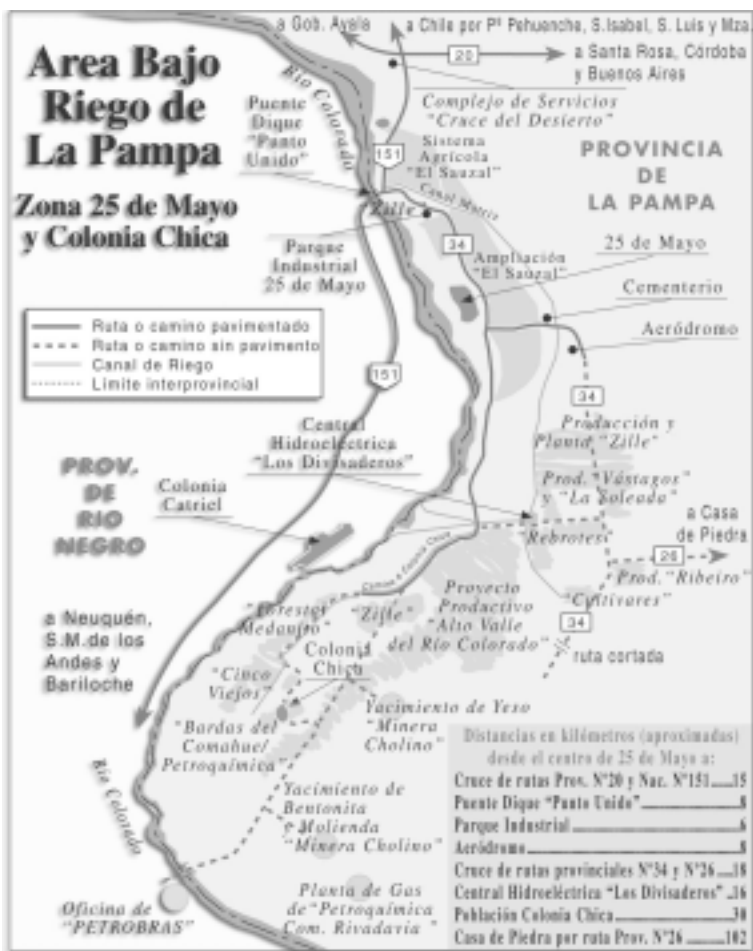 a Gob. Ayala
a Chile por Pº Pehuenche, S.Isabel, S. Luis y Mza.
20
a Santa Rosa, Córdoba
y Buenos Aires
Area Bajo
Riego de
La Pampa
Zona 25 de Mayo
y Colonia Chica
Río Colorado
Puente
Dique
"Punto
Unido"
Complejo de Servicios
"Cruce del Desierto"
151
Sistema
Agrícola
"El Sauzal"
PROVINCIA
DE
LA PAMPA
Canal Matriz
"Zille"
34
Parque
Industrial
25 de Mayo
Ampliación
"El Sauzal"
25 de Mayo
Cementerio
Aeródromo
Ruta o camino pavimentado
Ruta o camino sin pavimento
Canal de Riego
Límite interprovincial
151
34
Central
Hidroeléctrica
"Los Divisaderos"
Producción y
Planta "Zille"
PROV.
DE
RIO
NEGRO
Colonia
Catriel
Prod. "Vástagos"
y "La Soleada"
a Casa
de Piedra
"Rebrotes"
26
Prod. "Ribeiro"
"Cultivares"
34
ruta cortada
Colonia Chica
Proyecto
Productivo
"Alto Valle
del Río Colorado"
"Forestal
Medanito"
"Zille"
a Neuquén,
S.M.de los
Andes y
Bariloche
"Cinco
Viejos"
Colonia
Chica
"Bardas del
Comahue/
Petroquímica"
Yacimiento de Yeso
"Minera
Cholino"
Río Colorado
Yacimiento de
Bentonita
Molienda
"Minera Cholino"
Oficina de
"PETROBRAS"
Planta de Gas
de "Petroquímica
Com. Rivadavia"
Distancias en kilómetros (aproximadas)
desde el centro de 25 de Mayo a:
Cruce de rutas Prov. Nº20 y Nac. Nº151 15
Puente Dique "Punto Unido" 8
Parque Industrial 6
Aeródromo 8
Cruce de rutas provinciales Nº34 y Nº26 18
Central Hidroeléctrica "Los Divisaderos" 16
Población Colonia Chica 30
Casa de Piedra por ruta Prov. Nº26 102